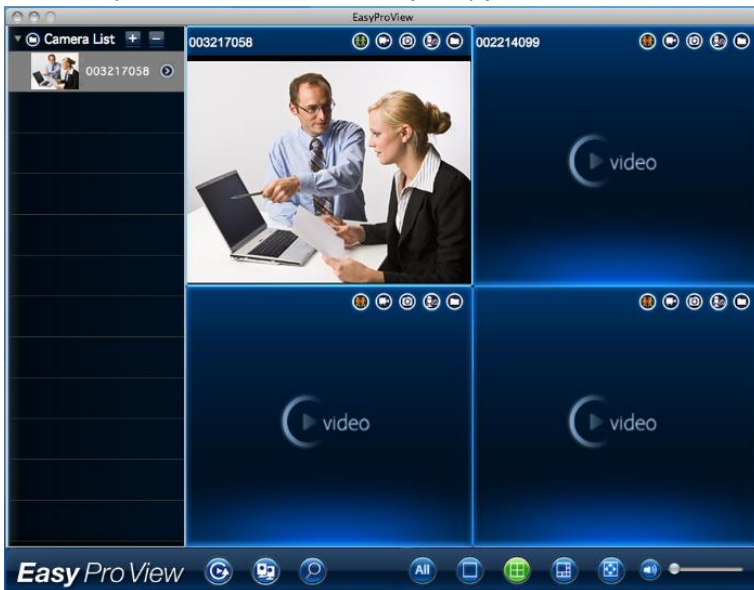 EasyProView
Camera List + −
003217058
003217058
002214099
video
video
video
Easy Pro View
All